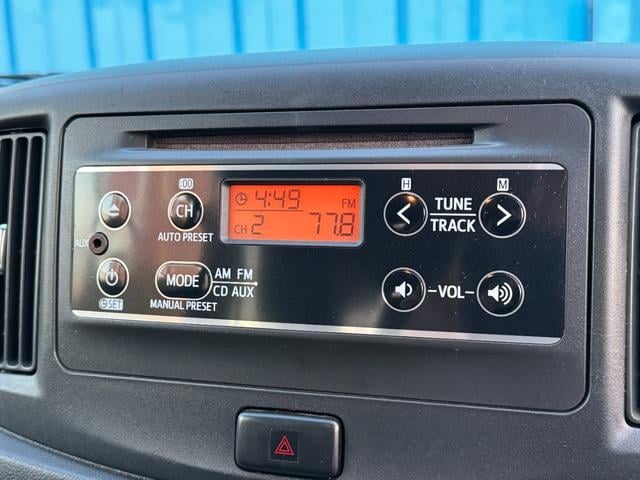 :00
H
M
4:49 FM
CH 2 77.8
CH
AUTO PRESET
TUNE
TRACK
AUX
MODE
AM FM
CD AUX
MANUAL PRESET
SET
-VOL-